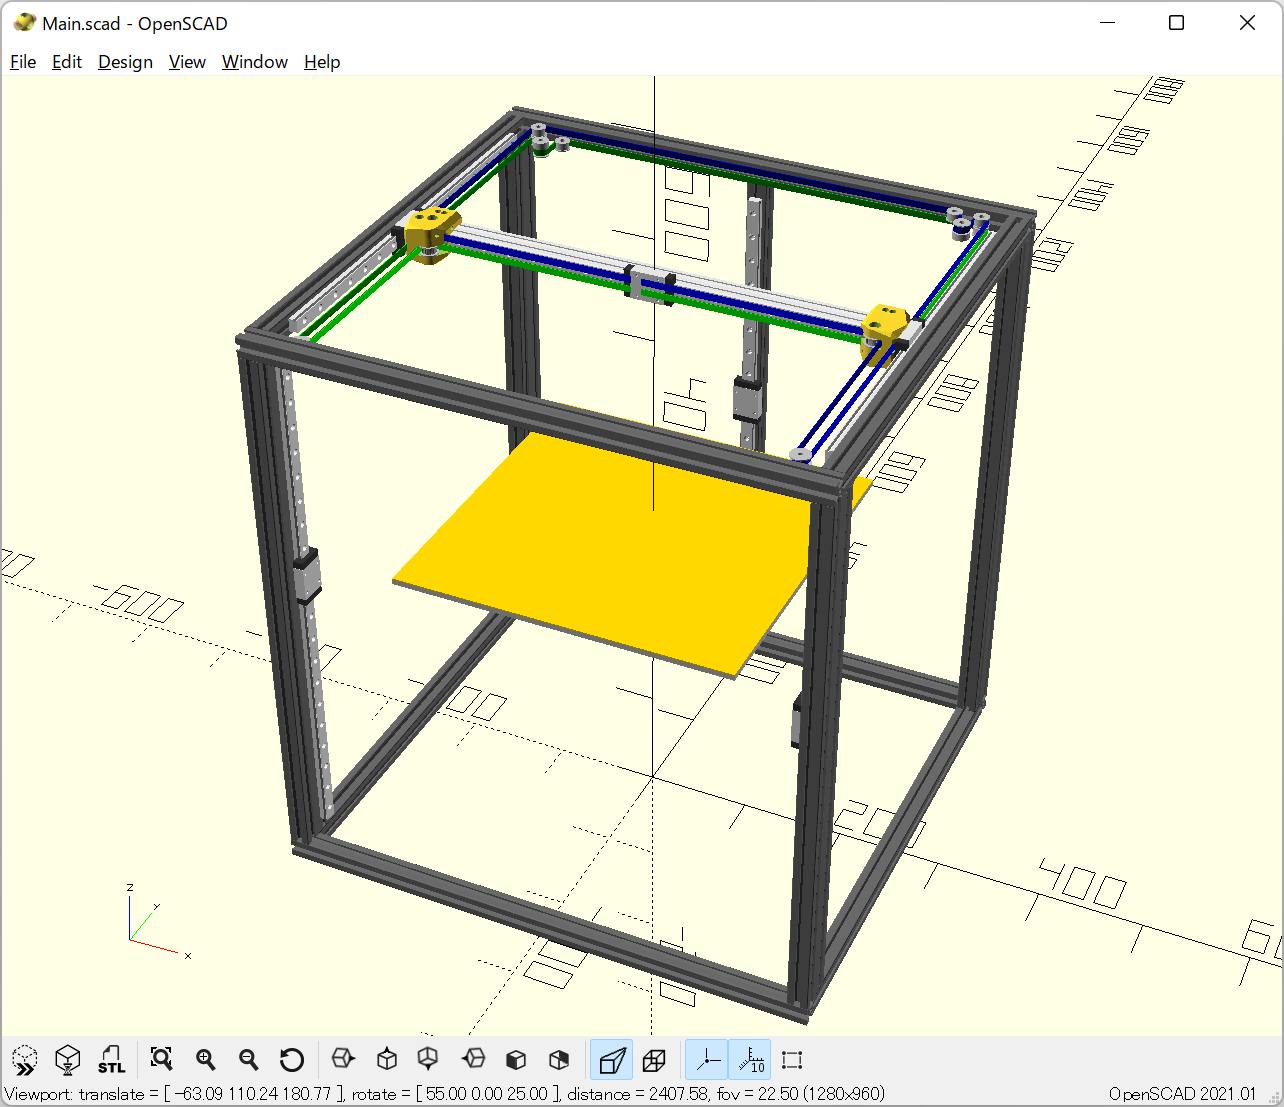 Main.scad - OpenSCAD
File Edit Design View Window Help
200
400
z
y
x
STL
10
Viewport: translate = [ -63.09 110.24 180.77 ], rotate = [ 55.00 0.00 25.00 ], distance = 2407.58, fov = 22.50 (1280x960)
OpenSCAD 2021.01